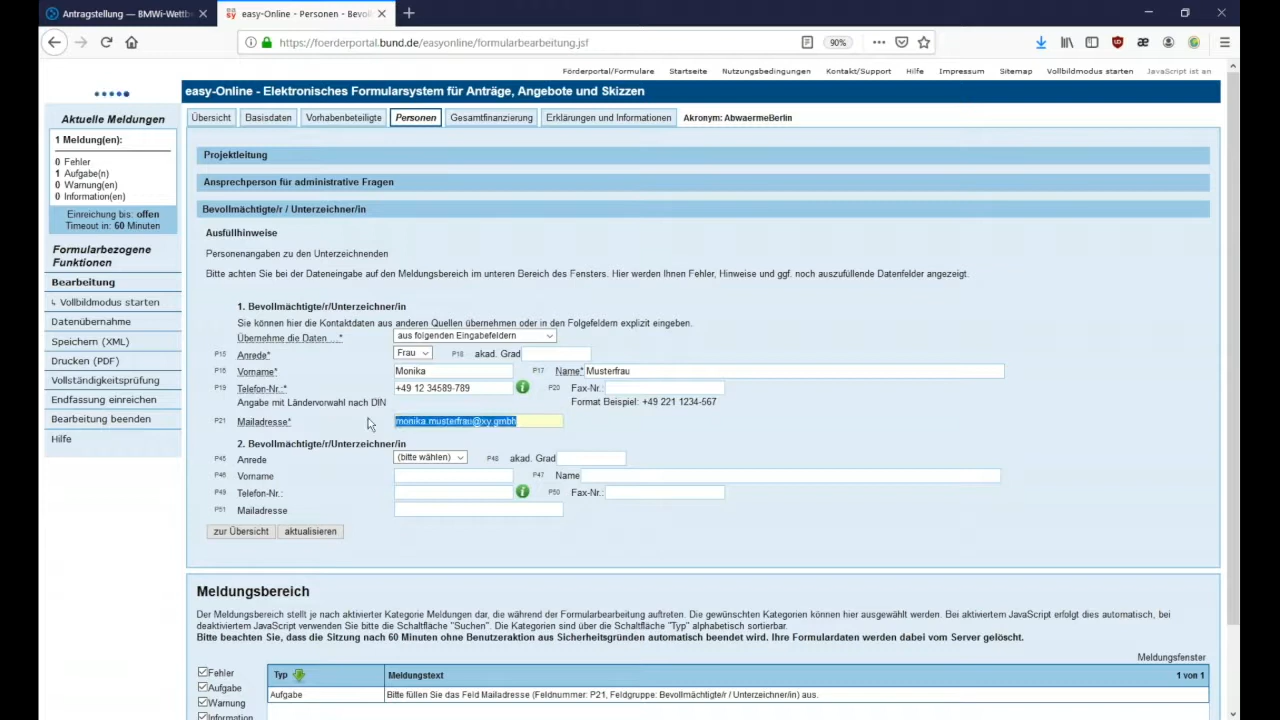 Antragstellung — BMWi-Wettb
easy-Online - Personen - Bevol
https://foerderportal.bund.de/easyonline/formularbearbeitung.jsf
90%
Förderportal/Formulare Startseite Nutzungsbedingungen Kontakt/Support Hilfe Impressum Sitemap Vollbildmodus starten JavaScript ist an
easy-Online - Elektronisches Formularsystem für Anträge, Angebote und Skizzen
Übersicht Basisdaten Vorhabenbeteiligte Personen Gesamtfinanzierung Erklärungen und Informationen Akronym: AbwaermeBerlin
Aktuelle Meldungen
1 Meldung(en):
0 Fehler
1 Aufgabe(n)
0 Warnung(en)
0 Information(en)
Einreichung bis: offen
Timeout in: 60 Minuten
Formularbezogene
Funktionen
Bearbeitung
↳ Vollbildmodus starten
Datenübernahme
Speichern (XML)
Drucken (PDF)
Vollständigkeitsprüfung
Endfassung einreichen
Bearbeitung beenden
Hilfe
Projektleitung
Ansprechperson für administrative Fragen
Bevollmächtigte/r / Unterzeichner/in
Ausfüllhinweise
Personenangaben zu den Unterzeichnenden
Bitte achten Sie bei der Dateneingabe auf den Meldungsbereich im unteren Bereich des Fensters. Hier werden Ihnen Fehler, Hinweise und ggf. noch auszufüllende Datenfelder angezeigt.
1. Bevollmächtigte/r/Unterzeichner/in
Sie können hier die Kontaktdaten aus anderen Quellen übernehmen oder in den Folgefeldern explizit eingeben.
Übernehme die Daten ...* aus folgenden Eingabefeldern
P15 Anrede* Frau P18 akad. Grad
P16 Vorname* Monika P17 Name* Musterfrau
P19 Telefon-Nr.:* +49 12 34589-789 P20 Fax-Nr.:
Angabe mit Ländervorwahl nach DIN Format Beispiel: +49 221 1234-567
P21 Mailadresse* monika.musterfrau@xy.gmbh
2. Bevollmächtigte/r/Unterzeichner/in
P45 Anrede (bitte wählen) P48 akad. Grad
P46 Vorname P47 Name
P49 Telefon-Nr.: P50 Fax-Nr.:
P51 Mailadresse
zur Übersicht aktualisieren
Meldungsbereich
Der Meldungsbereich stellt je nach aktivierter Kategorie Meldungen dar, die während der Formularbearbeitung auftreten. Die gewünschten Kategorien können hier ausgewählt werden. Bei aktiviertem JavaScript erfolgt dies automatisch, bei
deaktiviertem JavaScript verwenden Sie bitte die Schaltfläche "Suchen". Die Kategorien sind über die Schaltfläche "Typ" alphabetisch sortierbar.
Bitte beachten Sie, dass die Sitzung nach 60 Minuten ohne Benutzeraktion aus Sicherheitsgründen automatisch beendet wird. Ihre Formulardaten werden dabei vom Server gelöscht.
Meldungsfenster
Fehler
Aufgabe
Warnung
Information
Typ Meldungstext 1 von 1
Aufgabe Bitte füllen Sie das Feld Mailadresse (Feldnummer: P21, Feldgruppe: Bevollmächtigte/r / Unterzeichner/in) aus.